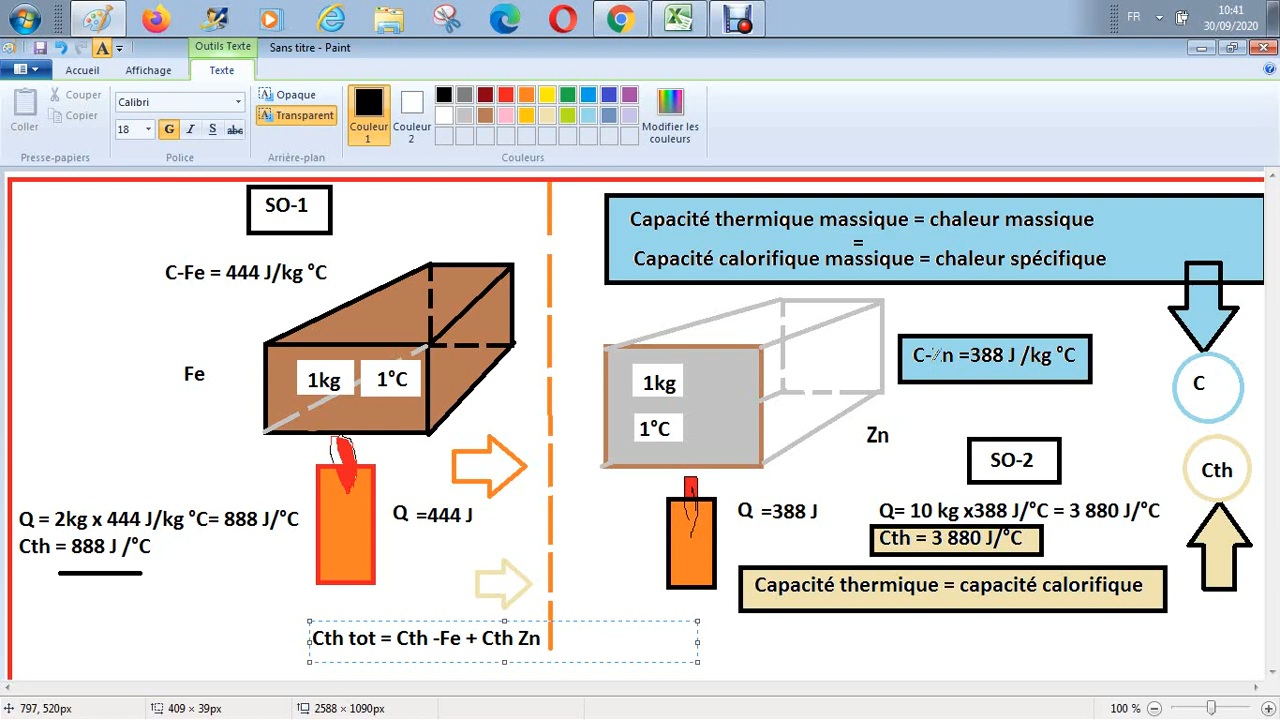 10:41
FR
30/09/2020
Outils Texte
Sans titre - Paint
Accueil
Affichage
Texte
Coller
Couper
Copier
Presse-papiers
Calibri
18
G I S abc
Police
Opaque
Transparent
Arrière-plan
Couleur 1
Couleur 2
Modifier les couleurs
Couleurs
SO-1
C-Fe = 444 J/kg °C
Fe
1kg
1°C
Q = 2kg x 444 J/kg °C= 888 J/°C
Cth = 888 J /°C
Q =444 J
Capacité thermique massique = chaleur massique
=
Capacité calorifique massique = chaleur spécifique
C-Zn =388 J /kg °C
C
1kg
1°C
Zn
SO-2
Cth
Q =388 J
Q= 10 kg x388 J/°C = 3 880 J/°C
Cth = 3 880 J/°C
Capacité thermique = capacité calorifique
Cth tot = Cth -Fe + Cth Zn
797, 520px
409 × 39px
2588 × 1090px
100 %